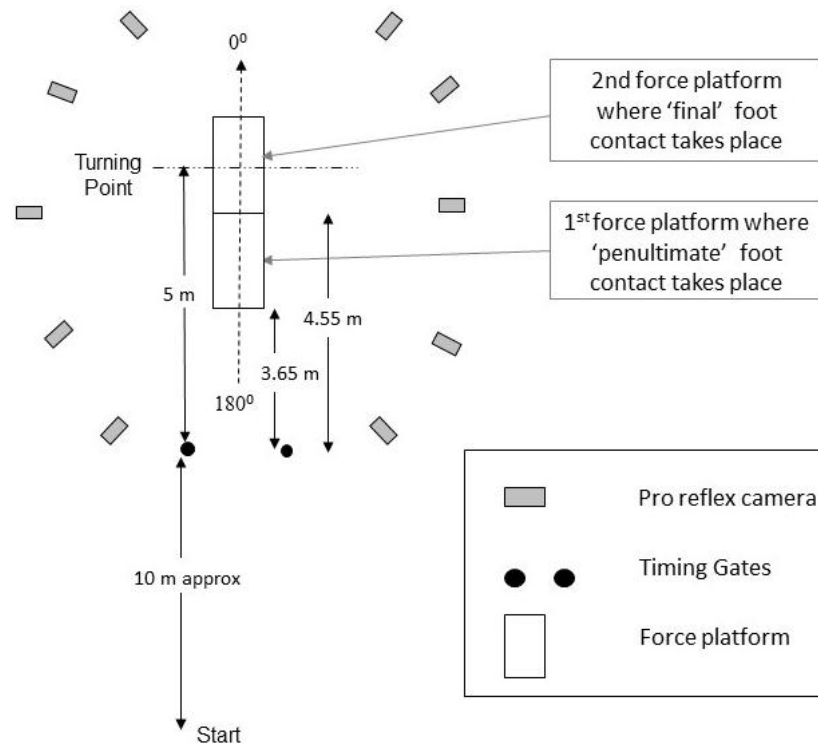 0⁰
2nd force platform
where ‘final’ foot
contact takes place
Turning
Point
1st force platform where
‘penultimate’ foot
contact takes place
5 m
4.55 m
3.65 m
180⁰
10 m approx
Start
Pro reflex camera
Timing Gates
Force platform